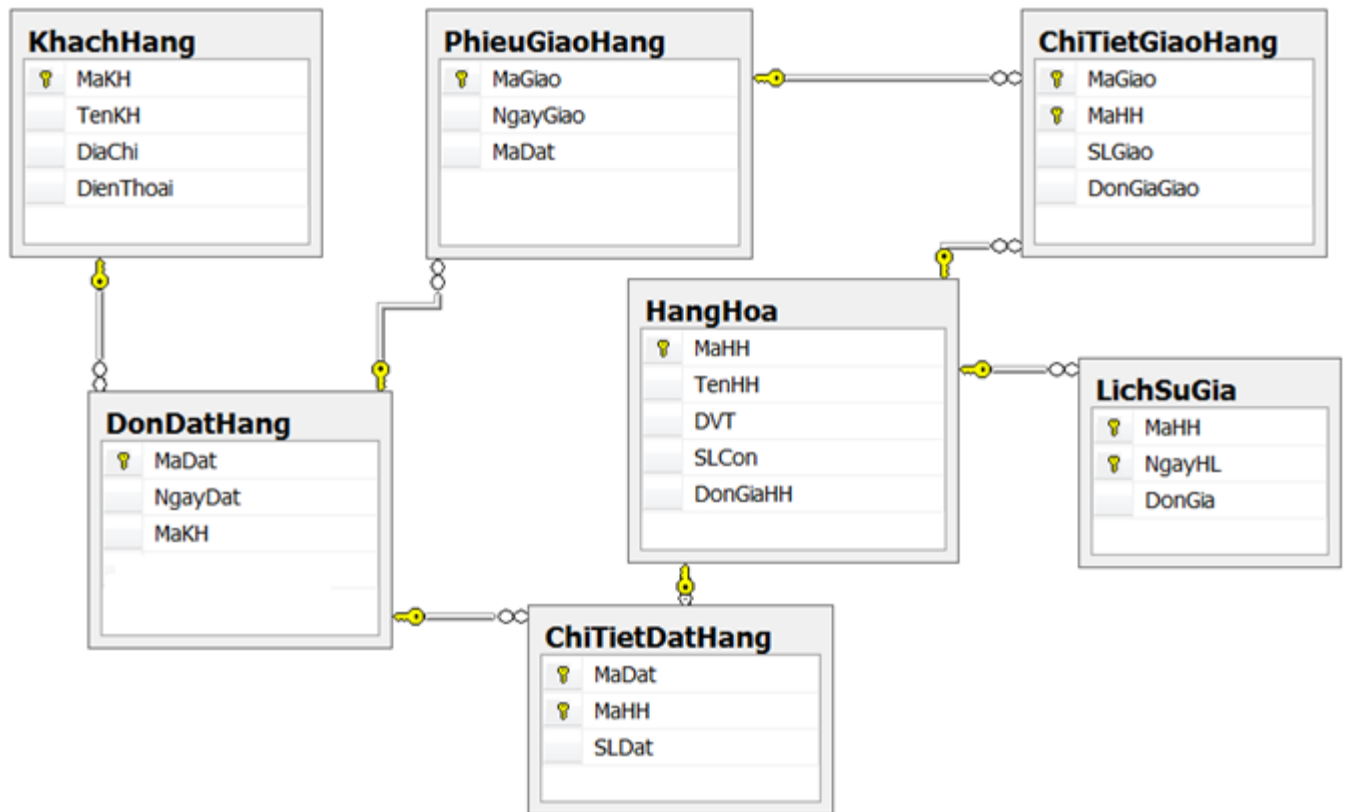 KhachHang
MaKH
TenKH
DiaChi
DienThoai
PhieuGiaoHang
MaGiao
NgayGiao
MaDat
ChiTietGiaoHang
MaGiao
MaHH
SLGiao
DonGiaGiao
HangHoa
MaHH
TenHH
DVT
SLCon
DonGiaHH
LichSuGia
MaHH
NgayHL
DonGia
DonDatHang
MaDat
NgayDat
MaKH
ChiTietDatHang
MaDat
MaHH
SLDat